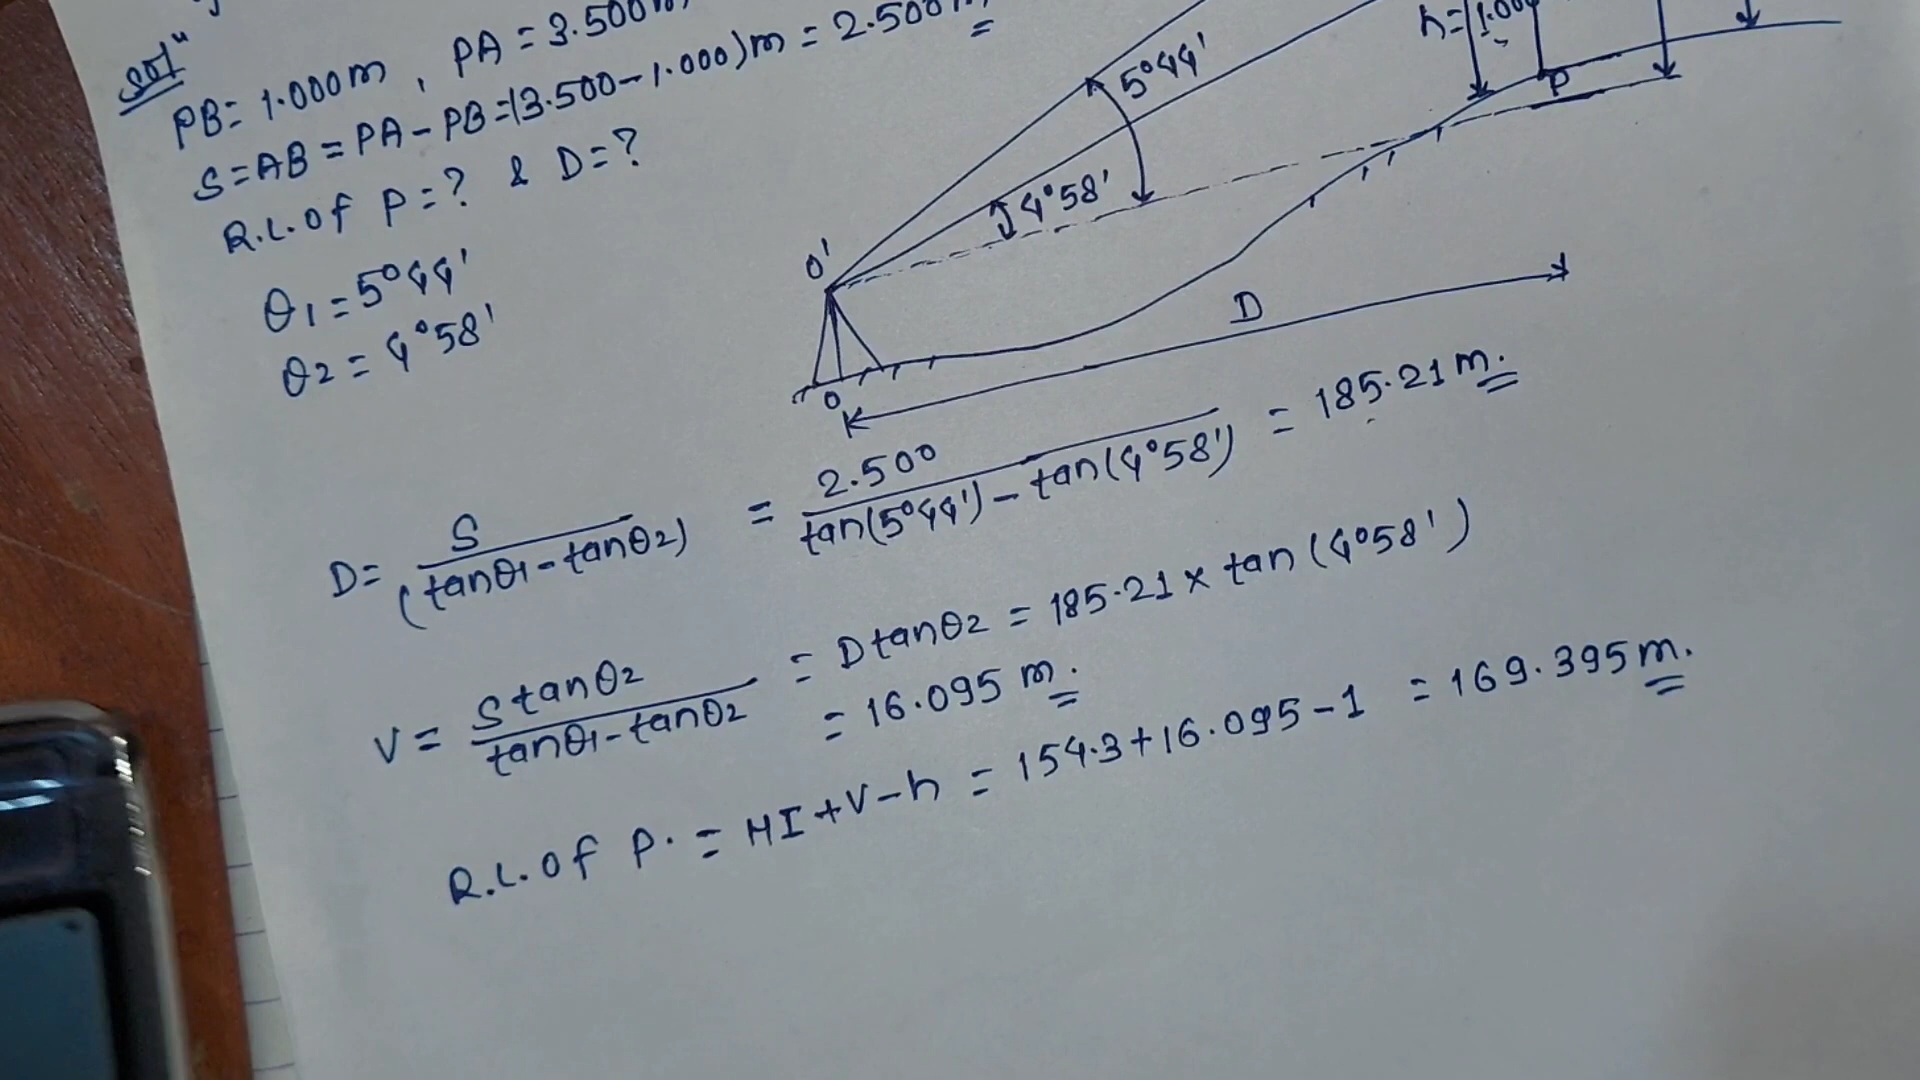 Sol"
PB = 1.000m , PA = 3.500m,
S = AB = PA - PB = (3.500 - 1.000)m = 2.500
R.L. of P = ? & D = ?
θ1 = 5°44'
θ2 = 4°58'
5°44'
4°58'
h = 1.000
P
O'
O
D
D = S / (tanθ1 - tanθ2) = 2.500 / tan(5°44') - tan(4°58') = 185.21 m.
V = S tanθ2 / tanθ1 - tanθ2 = D tanθ2 = 185.21 x tan (4°58')
= 16.095 m.
R.L. of P. = HI + V - h = 154.3 + 16.095 - 1 = 169.395 m.